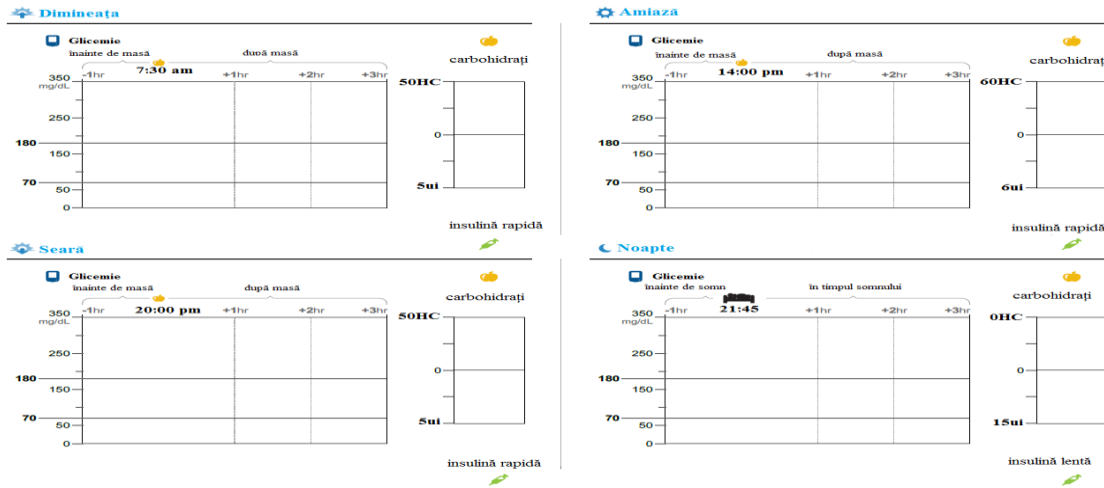 Dimineața
Glicemie
înainte de masă
după masă
-1hr
7:30 am
+1hr
+2hr
+3hr
350
mg/dL
250
180
150
70
50
0
carbohidrați
50HC
0
5ui
insulină rapidă
Amiază
Glicemie
înainte de masă
după masă
-1hr
14:00 pm
+1hr
+2hr
+3hr
350
mg/dL
250
180
150
70
50
0
carbohidrați
60HC
0
6ui
insulină rapidă
Seară
Glicemie
înainte de masă
după masă
-1hr
20:00 pm
+1hr
+2hr
+3hr
350
mg/dL
250
180
150
70
50
0
carbohidrați
50HC
0
5ui
insulină rapidă
Noapte
Glicemie
înainte de somn
în timpul somnului
-1hr
21:45
+1hr
+2hr
+3hr
350
mg/dL
250
180
150
70
50
0
carbohidrați
0HC
0
15ui
insulină lentă